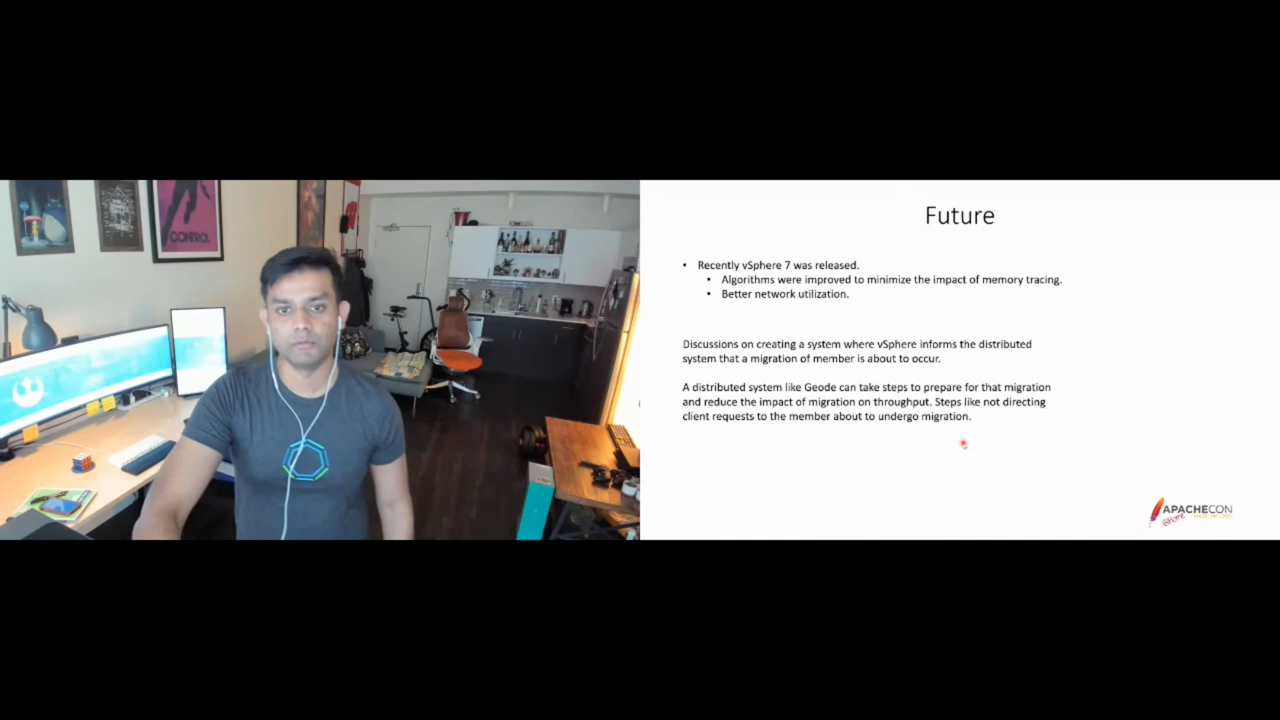 CONTROL
Future
• Recently vSphere 7 was released.
• Algorithms were improved to minimize the impact of memory tracing.
• Better network utilization.
Discussions on creating a system where vSphere informs the distributed
system that a migration of member is about to occur.
A distributed system like Geode can take steps to prepare for that migration
and reduce the impact of migration on throughput. Steps like not directing
client requests to the member about to undergo migration.
APACHECON
@Home